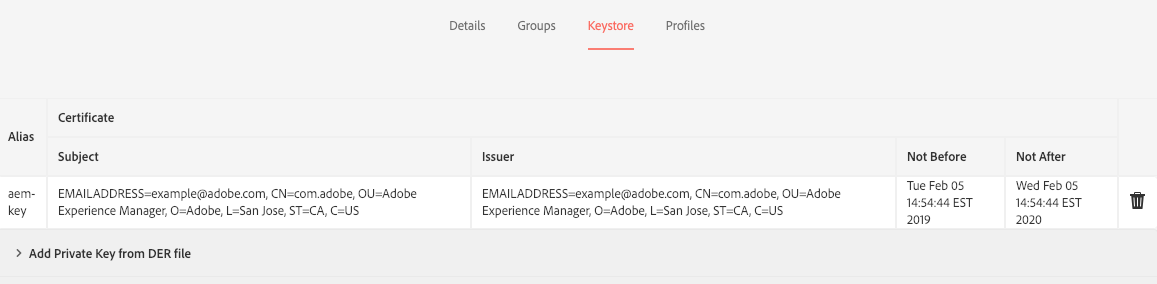 Details Groups Keystore Profiles
Alias
Certificate
Subject Issuer Not Before Not After
aem-
key
EMAILADDRESS=example@adobe.com, CN=com.adobe, OU=Adobe
Experience Manager, O=Adobe, L=San Jose, ST=CA, C=US
EMAILADDRESS=example@adobe.com, CN=com.adobe, OU=Adobe
Experience Manager, O=Adobe, L=San Jose, ST=CA, C=US
Tue Feb 05
14:54:44 EST
2019
Wed Feb 05
14:54:44 EST
2020
Add Private Key from DER file